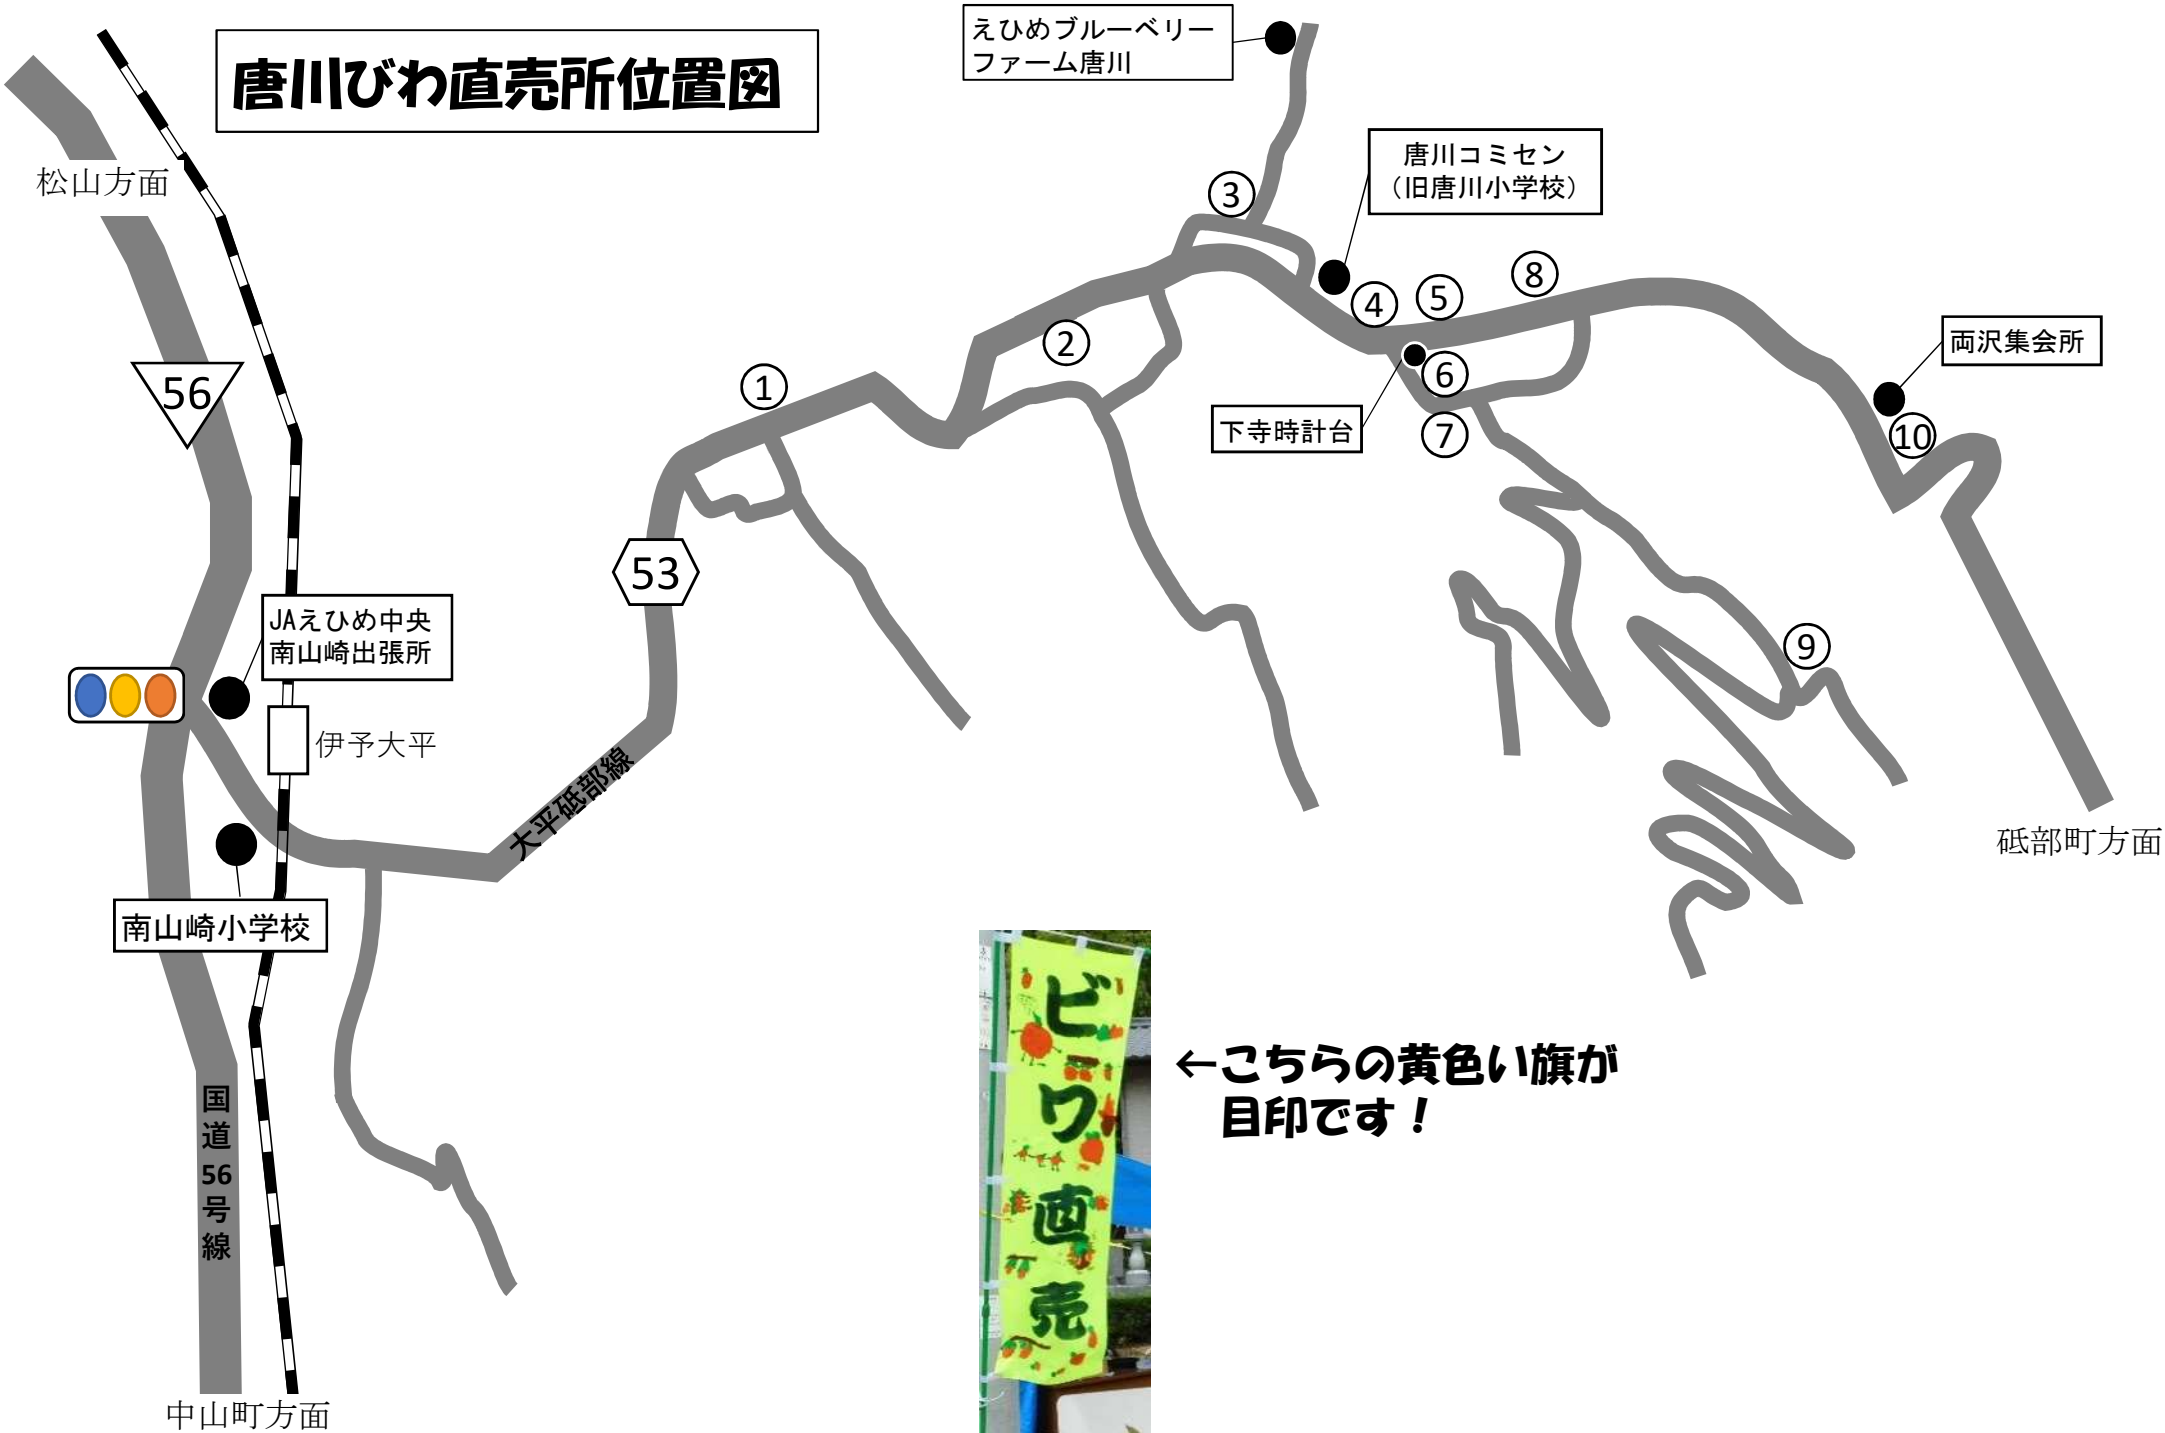 唐川びわ直売所位置図
えひめブルーベリー
ファーム唐川
唐川コミセン
（旧唐川小学校）
松山方面
③
④
⑤
⑧
②
①
⑥
⑦
⑩
両沢集会所
下寺時計台
56
53
JAえひめ中央
南山崎出張所
伊予大平
⑨
大平砥部線
砥部町方面
南山崎小学校
国道56号線
中山町方面
ビワ直売
←こちらの黄色い旗が
目印です！